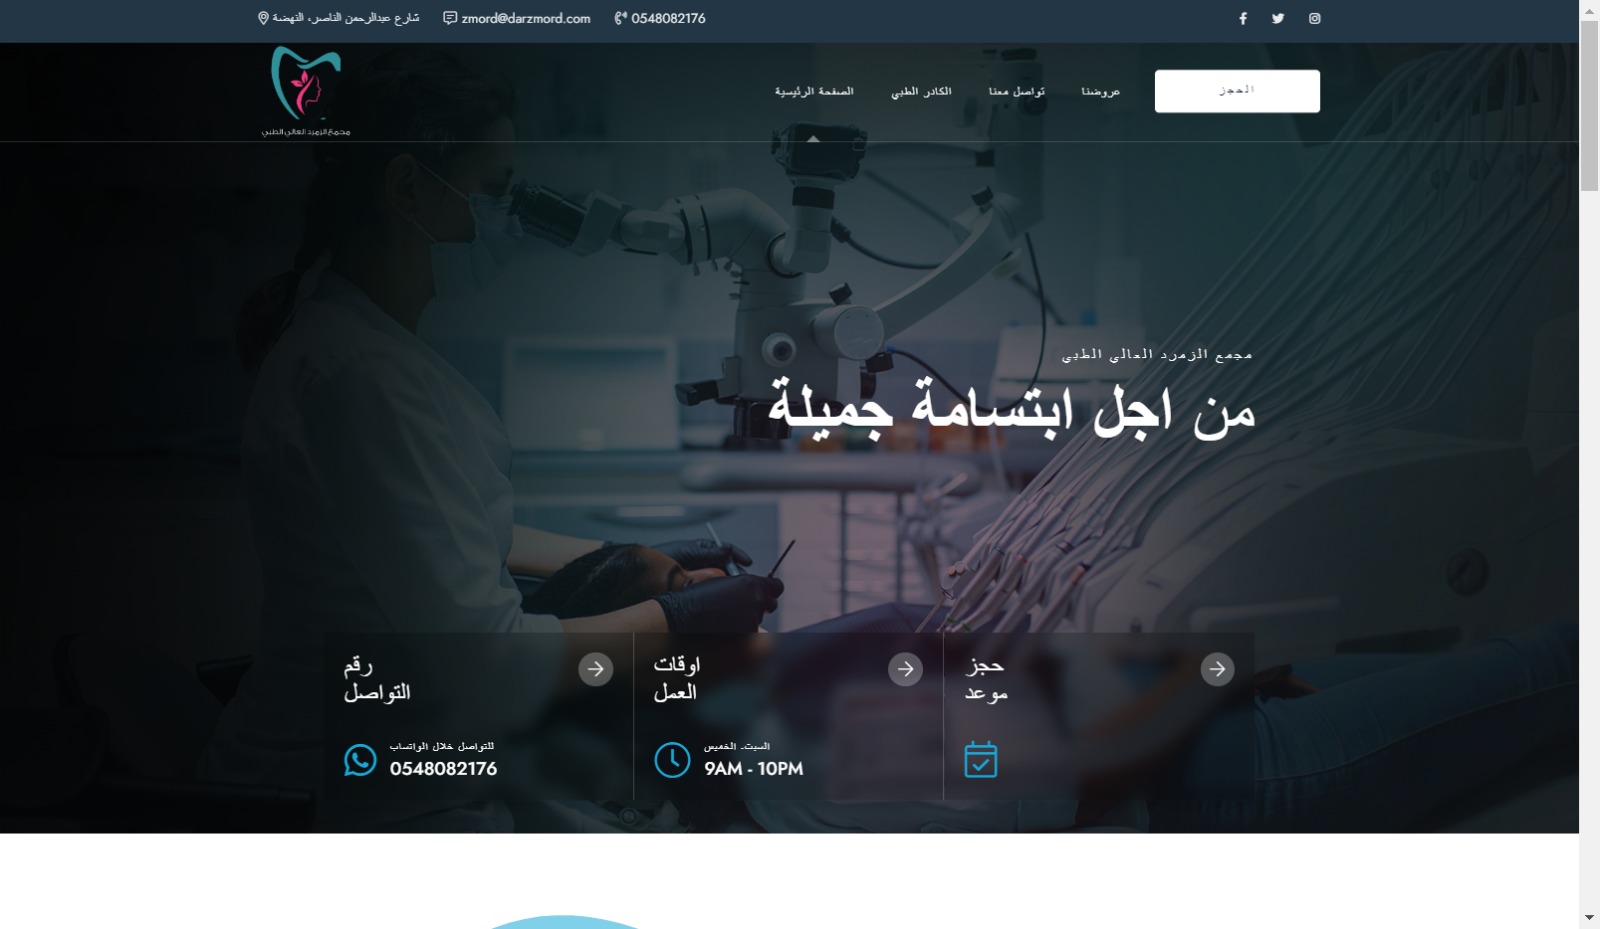 شارع عبدالرحمن الناصر، النهضة
zmord@darzmord.com
0548082176
مجمع الزمرد العالي الطبي
الصفحة الرئيسية
الكادر الطبي
تواصل معنا
عروضنا
الحجز
مجمع الزمرد العالي الطبي
من اجل ابتسامة جميلة
رقم
التواصل
للتواصل خلال الواتساب
0548082176
اوقات
العمل
السبت- الخميس
9AM - 10PM
حجز
موعد